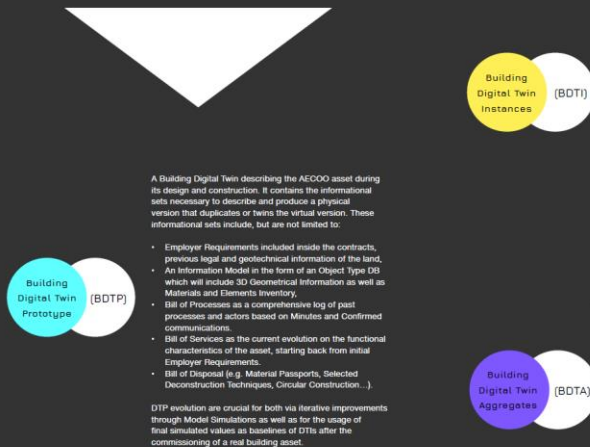 Building
Digital Twin
Instances
(BDTI)
A Building Digital Twin describing the AECOO asset during
its design and construction. It contains the informational
sets necessary to describe and produce a physical
version that duplicates or twins the virtual version. These
informational sets include, but are not limited to:
• Employer Requirements included inside the contracts,
previous legal and geotechnical information of the land,
• An Information Model in the form of an Object Type DB
which will include 3D Geometrical Information as well as
Materials and Elements Inventory,
• Bill of Processes as a comprehensive log of past
processes and actors based on Minutes and Confirmed
communications.
• Bill of Services as the current evolution on the functional
characteristics of the asset, starting back from initial
Employer Requirements.
• Bill of Disposal (e.g. Material Passports, Selected
Deconstruction Techniques, Circular Construction…).
DTP evolution are crucial for both via iterative improvements
through Model Simulations as well as for the usage of
final simulated values as baselines of DTIs after the
commissioning of a real building asset.
Building
Digital Twin
Prototype
(BDTP)
Building
Digital Twin
Aggregates
(BDTA)